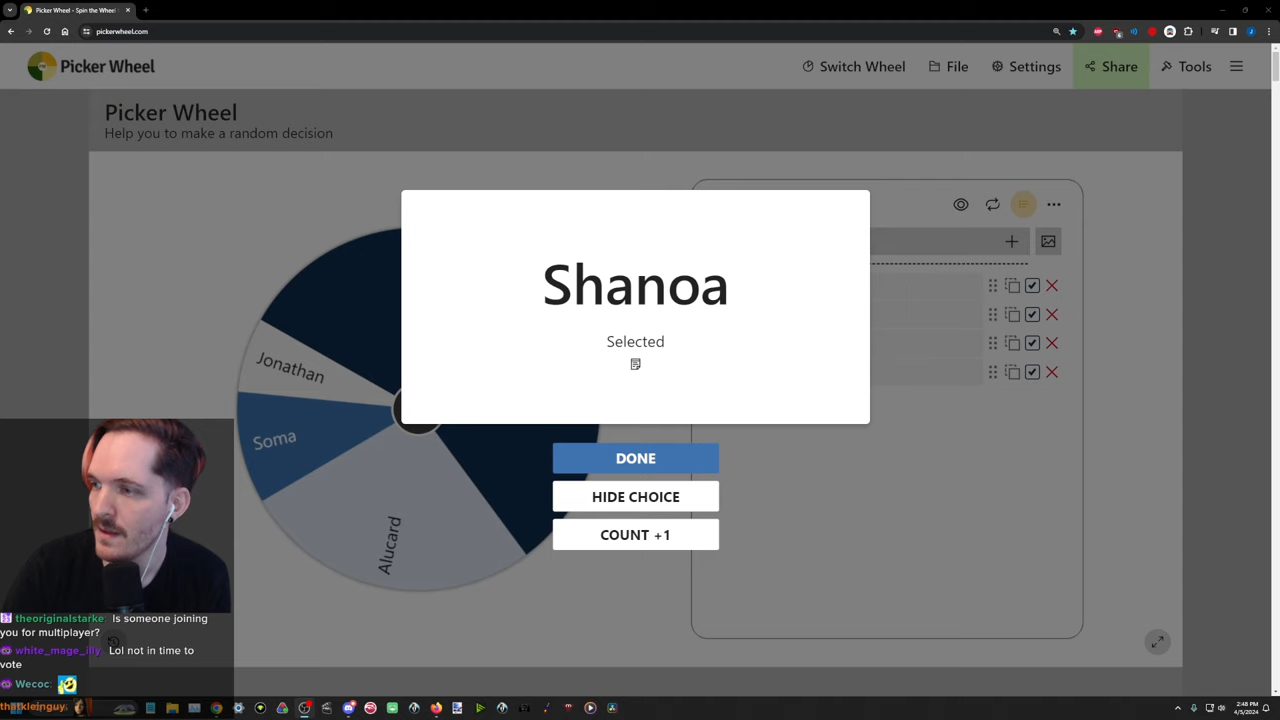 Picker Wheel - Spin the Wheel
pickerwheel.com
Picker Wheel
Switch Wheel
File
Settings
Share
Tools
Picker Wheel
Help you to make a random decision
Shanoa
Selected
DONE
HIDE CHOICE
COUNT +1
Jonathan
Soma
Alucard
theoriginalstarke: Is someone joining
you for multiplayer?
white_mage_illy: Lol not in time to
vote
Wecoc:
thatkleinguy:
2:48 PM
4/5/2024